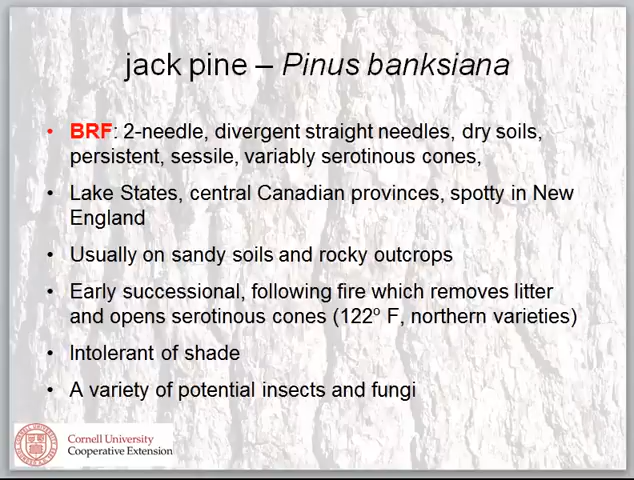 jack pine – Pinus banksiana
• BRF: 2-needle, divergent straight needles, dry soils,
persistent, sessile, variably serotinous cones,
• Lake States, central Canadian provinces, spotty in New
England
• Usually on sandy soils and rocky outcrops
• Early successional, following fire which removes litter
and opens serotinous cones (122º F, northern varieties)
• Intolerant of shade
• A variety of potential insects and fungi
Cornell University
Cooperative Extension